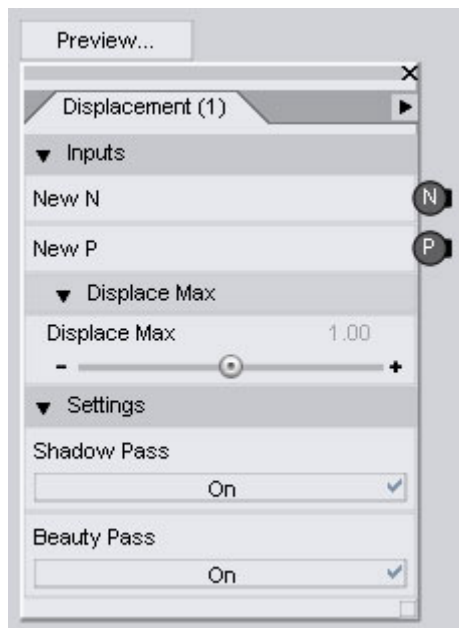 Preview...
Displacement (1)
Inputs
New N
N
New P
P
Displace Max
Displace Max 1.00
- +
Settings
Shadow Pass
On
Beauty Pass
On